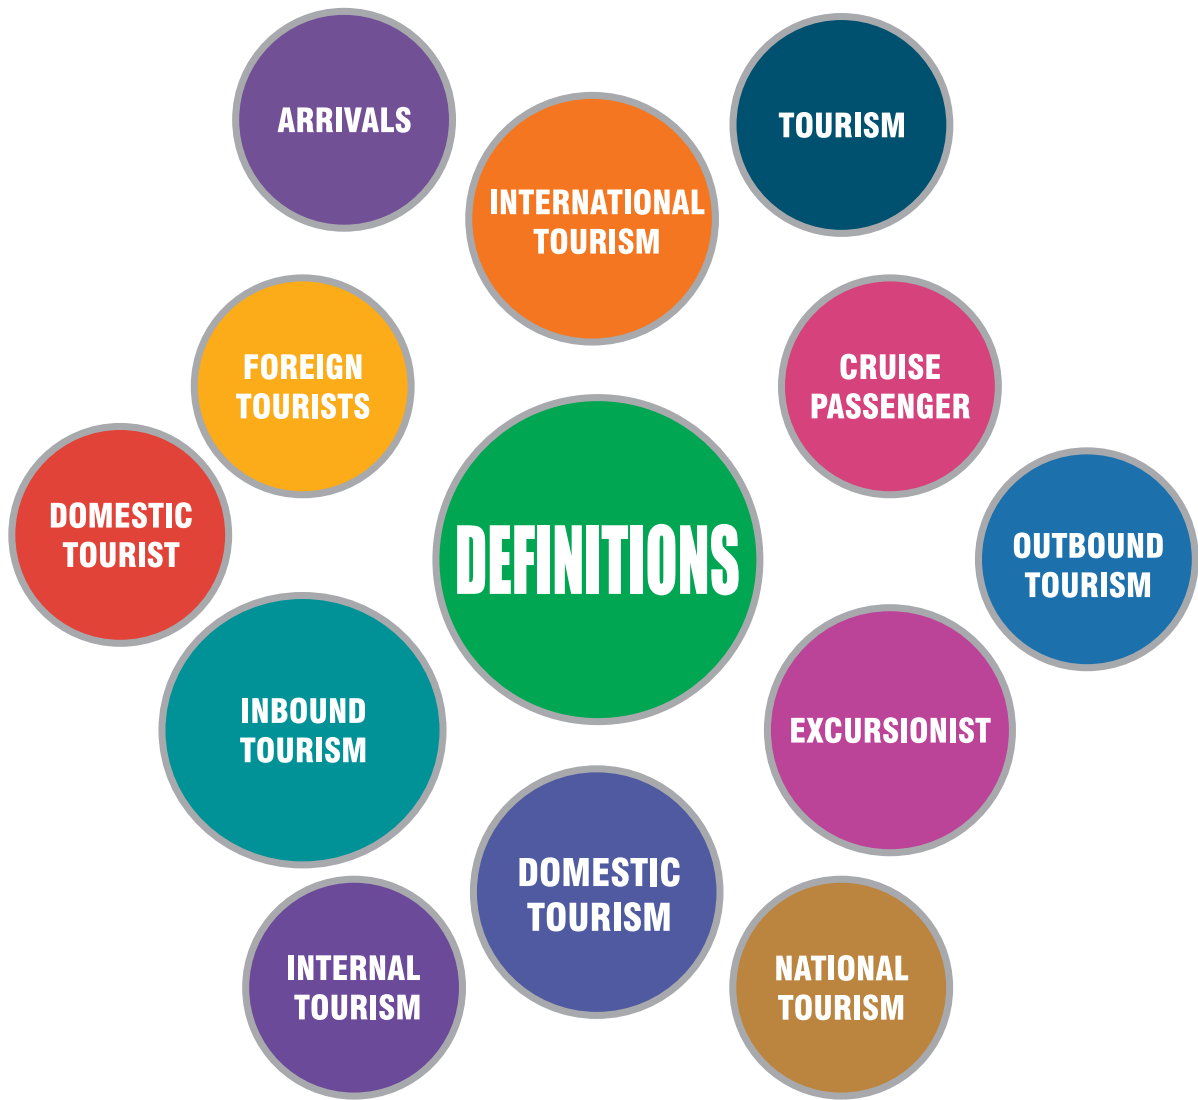 ARRIVALS
TOURISM
INTERNATIONAL
TOURISM
FOREIGN
TOURISTS
CRUISE
PASSENGER
DOMESTIC
TOURIST
DEFINITIONS
OUTBOUND
TOURISM
INBOUND
TOURISM
EXCURSIONIST
DOMESTIC
TOURISM
INTERNAL
TOURISM
NATIONAL
TOURISM